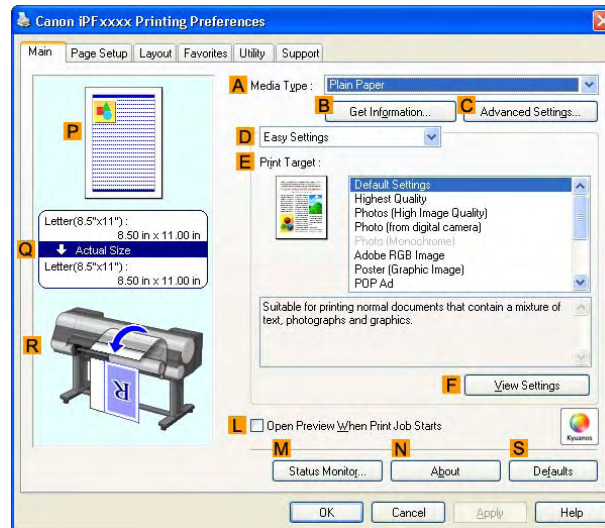 Canon iPFxxxx Printing Preferences
Main Page Setup Layout Favorites Utility Support
P
Letter(8.5"x11") :
8.50 in x 11.00 in
Q
Actual Size
Letter(8.5"x11") :
8.50 in x 11.00 in
R
R
A Media Type : Plain Paper
B Get Information... C Advanced Settings...
D Easy Settings
E Print Target :
Default Settings
Highest Quality
Photos (High Image Quality)
Photo (from digital camera)
Photo (Monochrome)
Adobe RGB Image
Poster (Graphic Image)
POP Ad
Suitable for printing normal documents that contain a mixture of
text, photographs and graphics.
F View Settings
L Open Preview When Print Job Starts
Kyuanos
M N S
Status Monitor... About Defaults
OK Cancel Apply Help